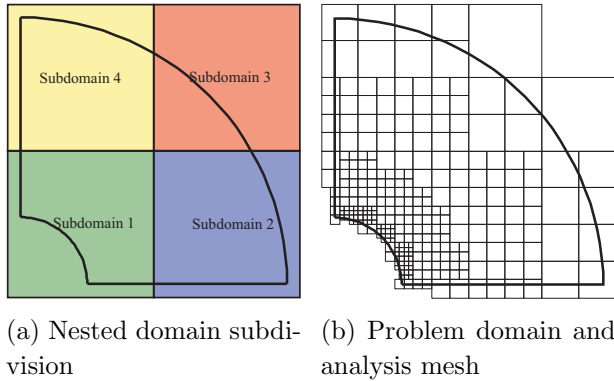 Subdomain 4
Subdomain 3
Subdomain 1
Subdomain 2
(a) Nested domain subdi-
vision
(b) Problem domain and
analysis mesh